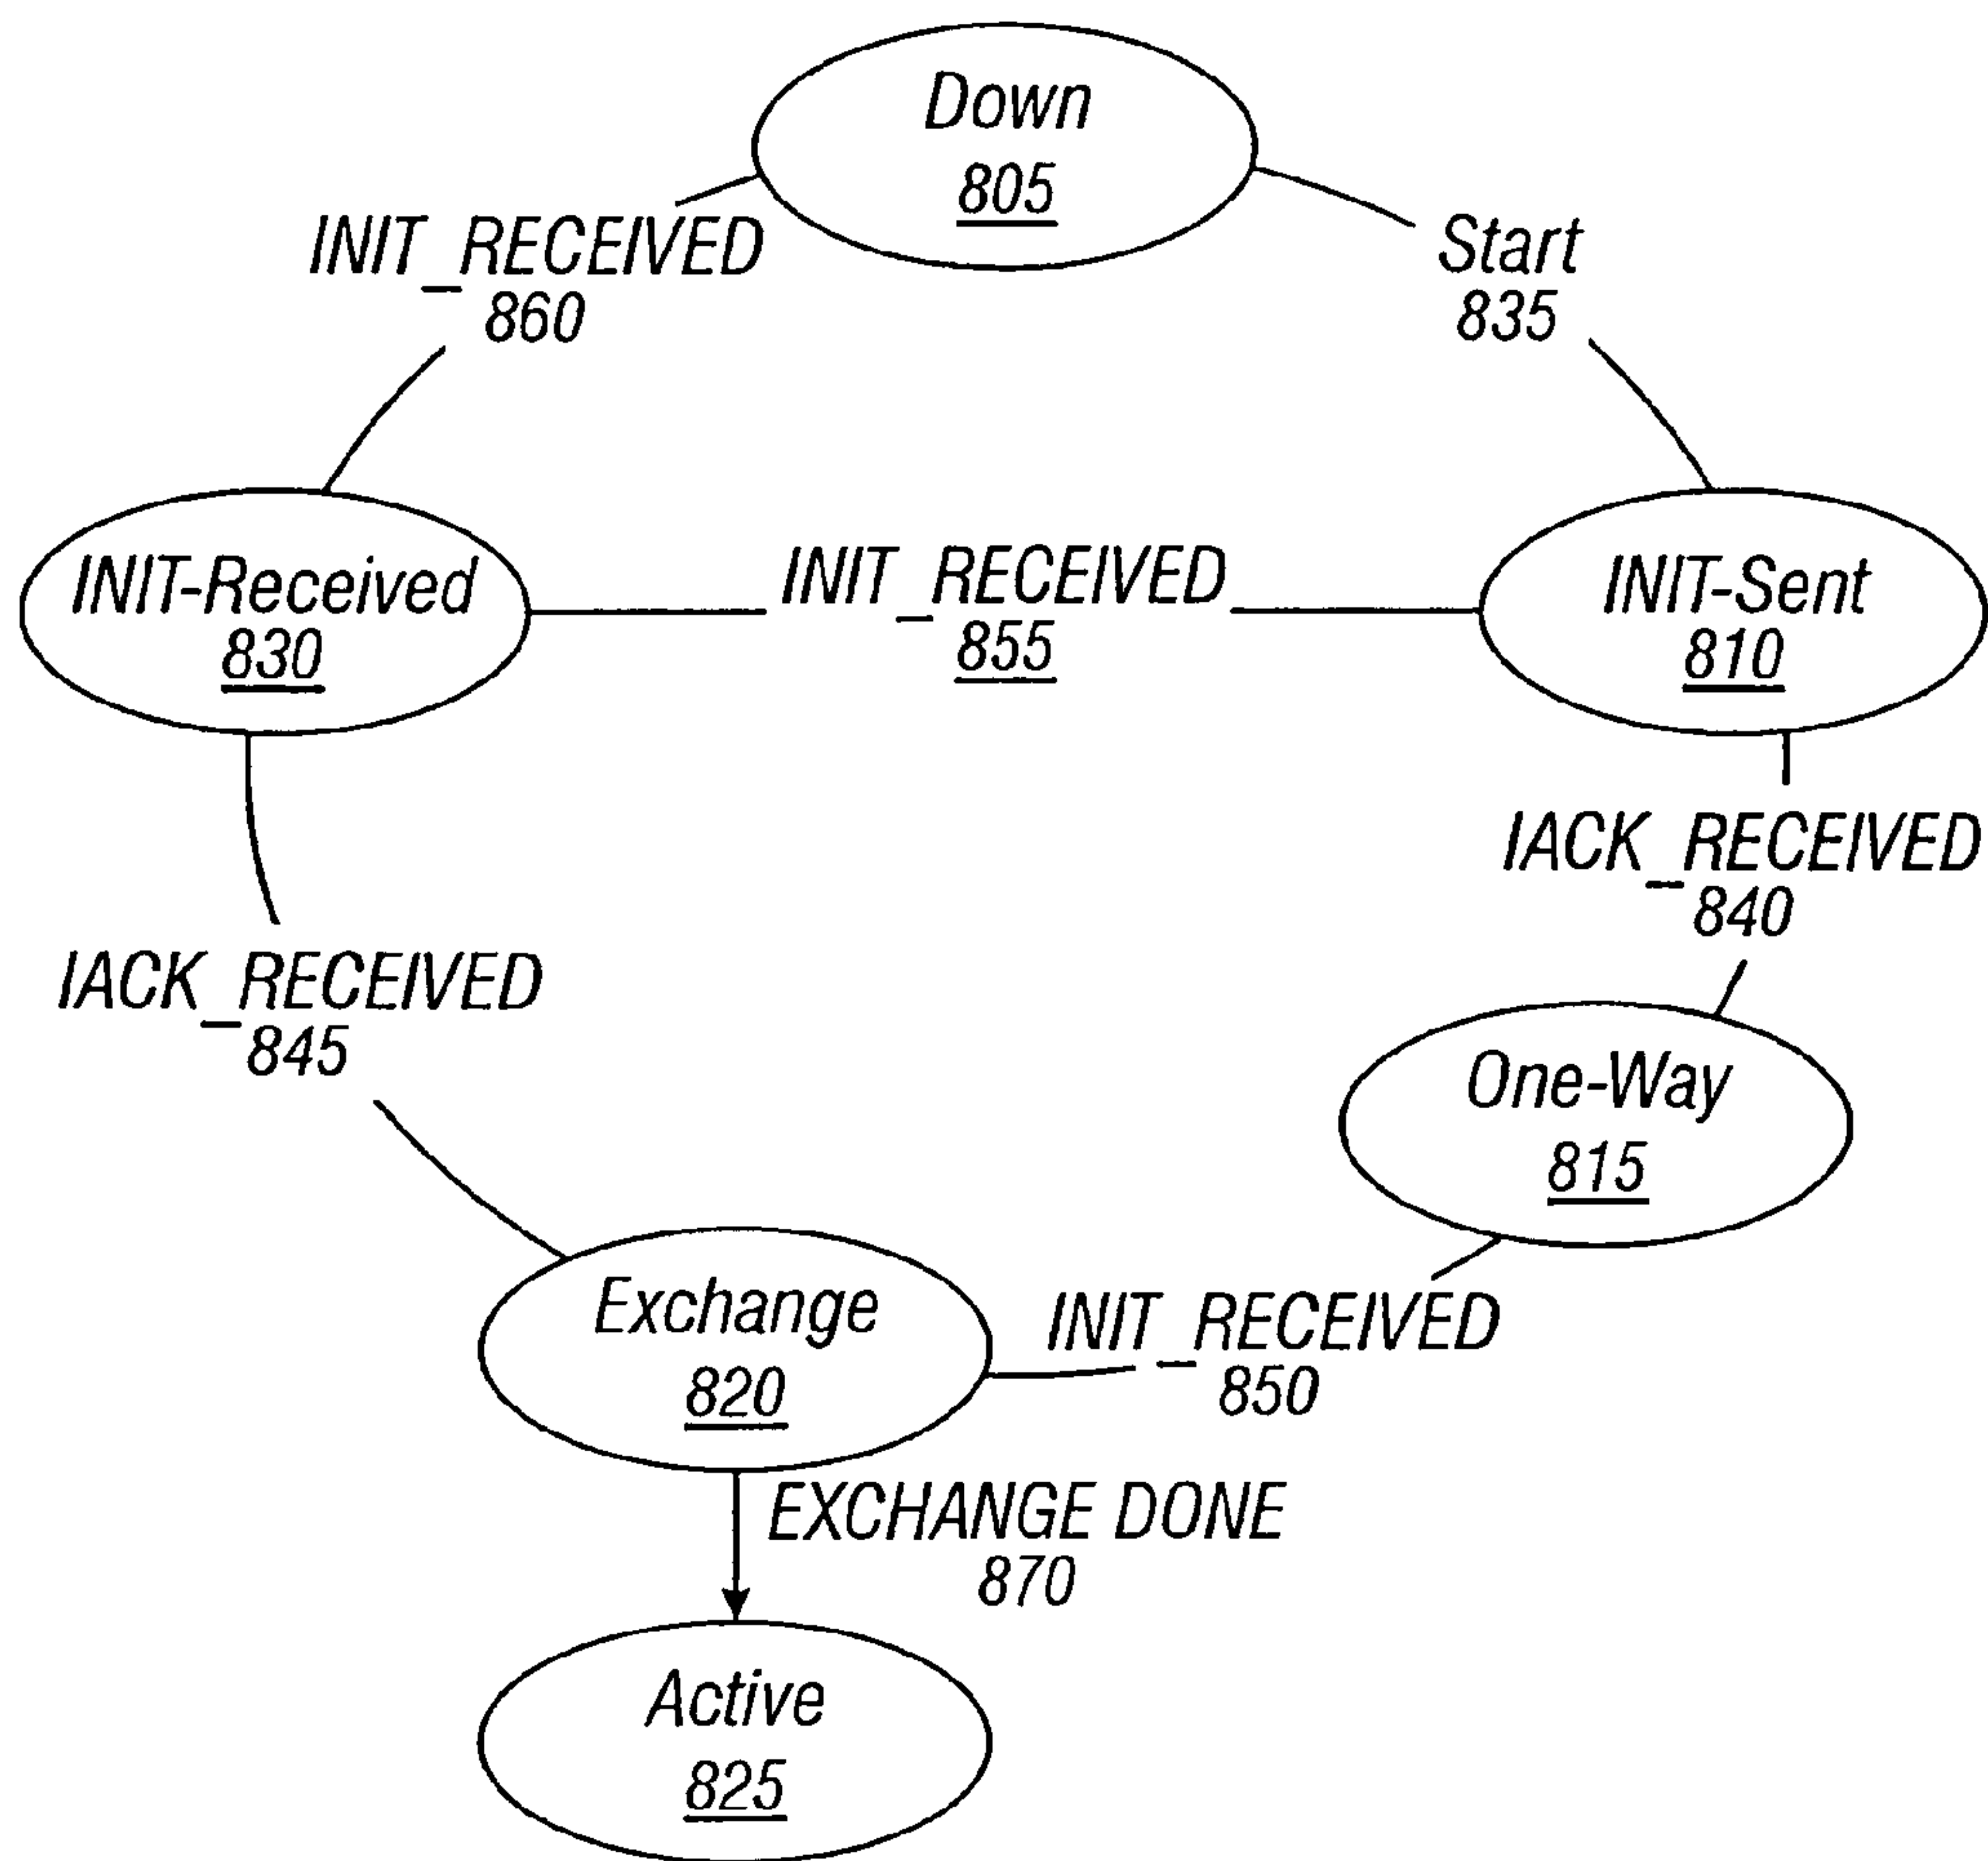 Down
805
INIT_RECEIVED
860
Start
835
INIT-Received
830
INIT_RECEIVED
855
INIT-Sent
810
IACK_RECEIVED
840
IACK_RECEIVED
845
One-Way
815
Exchange
820
INIT_RECEIVED
850
EXCHANGE DONE
870
Active
825